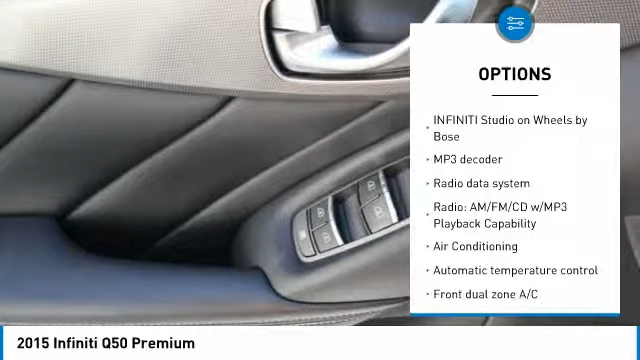 OPTIONS
INFINITI Studio on Wheels by
Bose
MP3 decoder
Radio data system
Radio: AM/FM/CD w/MP3
Playback Capability
Air Conditioning
Automatic temperature control
Front dual zone A/C
2015 Infiniti Q50 Premium